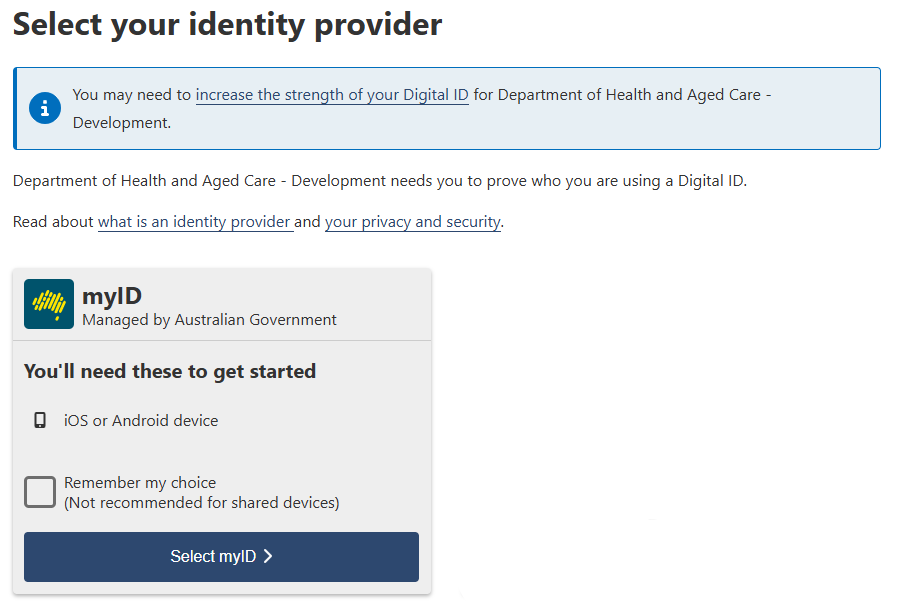 Select your identity provider
You may need to increase the strength of your Digital ID for Department of Health and Aged Care -
Development.
Department of Health and Aged Care - Development needs you to prove who you are using a Digital ID.
Read about what is an identity provider and your privacy and security.
myID
Managed by Australian Government
You'll need these to get started
iOS or Android device
Remember my choice
(Not recommended for shared devices)
Select myID